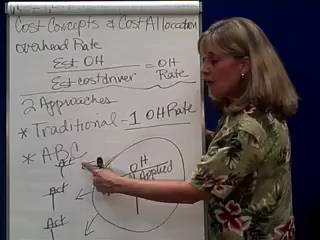 Cost Concepts & Cost Allocation
overhead Rate
Est. OH
Est cost driver = OH Rate
2 Approaches
* Traditional - 1 OH Rate
* ABC
Act
Act
Act
OH
Applied